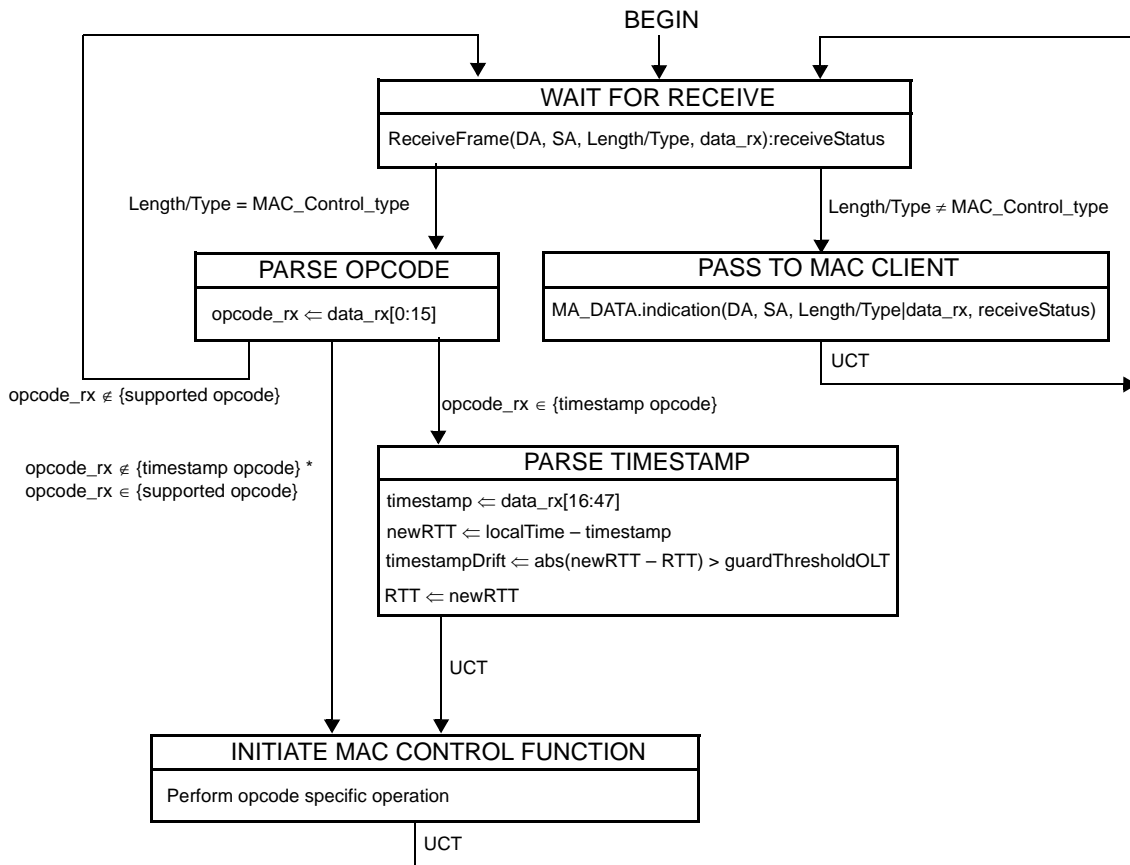 BEGIN
WAIT FOR RECEIVE
ReceiveFrame(DA, SA, Length/Type, data_rx):receiveStatus
Length/Type = MAC_Control_type
Length/Type ≠ MAC_Control_type
PARSE OPCODE
opcode_rx ⇐ data_rx[0:15]
PASS TO MAC CLIENT
MA_DATA.indication(DA, SA, Length/Type|data_rx, receiveStatus)
UCT
opcode_rx ∉ {supported opcode}
opcode_rx ∈ {timestamp opcode}
opcode_rx ∉ {timestamp opcode} *
opcode_rx ∈ {supported opcode}
PARSE TIMESTAMP
timestamp ⇐ data_rx[16:47]
newRTT ⇐ localTime – timestamp
timestampDrift ⇐ abs(newRTT – RTT) > guardThresholdOLT
RTT ⇐ newRTT
UCT
INITIATE MAC CONTROL FUNCTION
Perform opcode specific operation
UCT